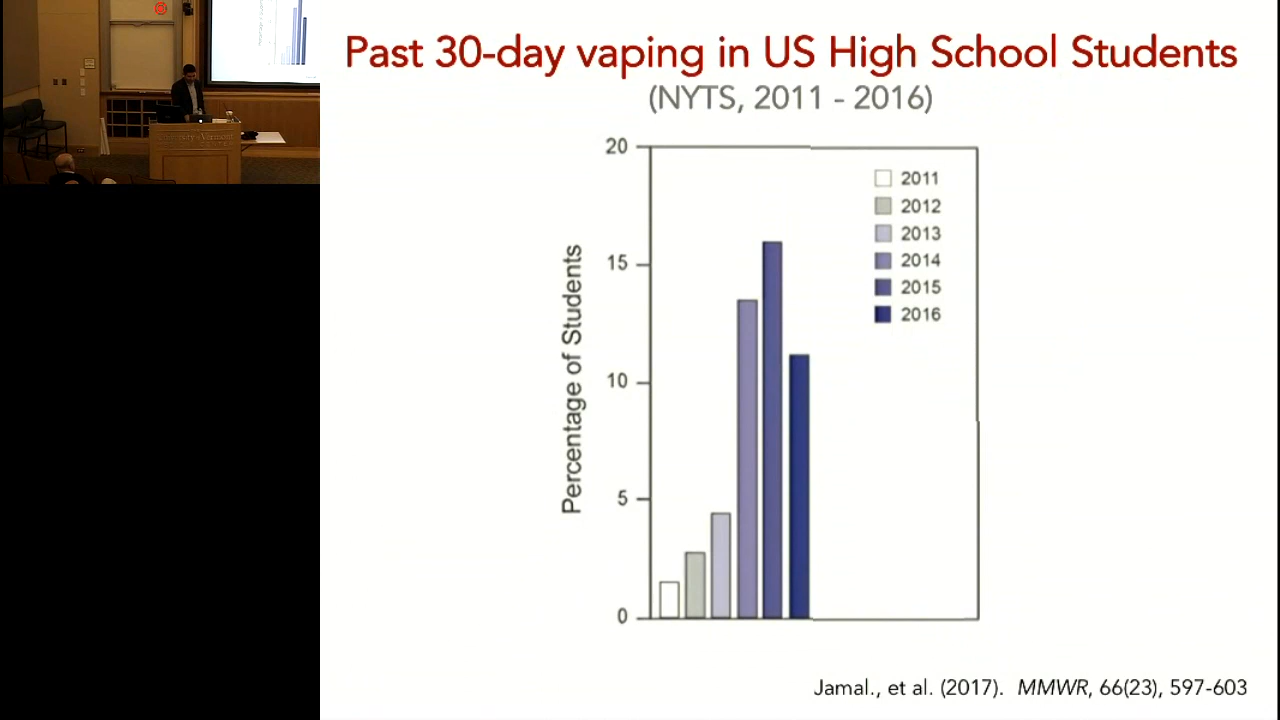 Past 30-day vaping in US High School Students
(NYTS, 2011 - 2016)
20
15
10
5
0
Percentage of Students
2011
2012
2013
2014
2015
2016
Jamal., et al. (2017). MMWR, 66(23), 597-603